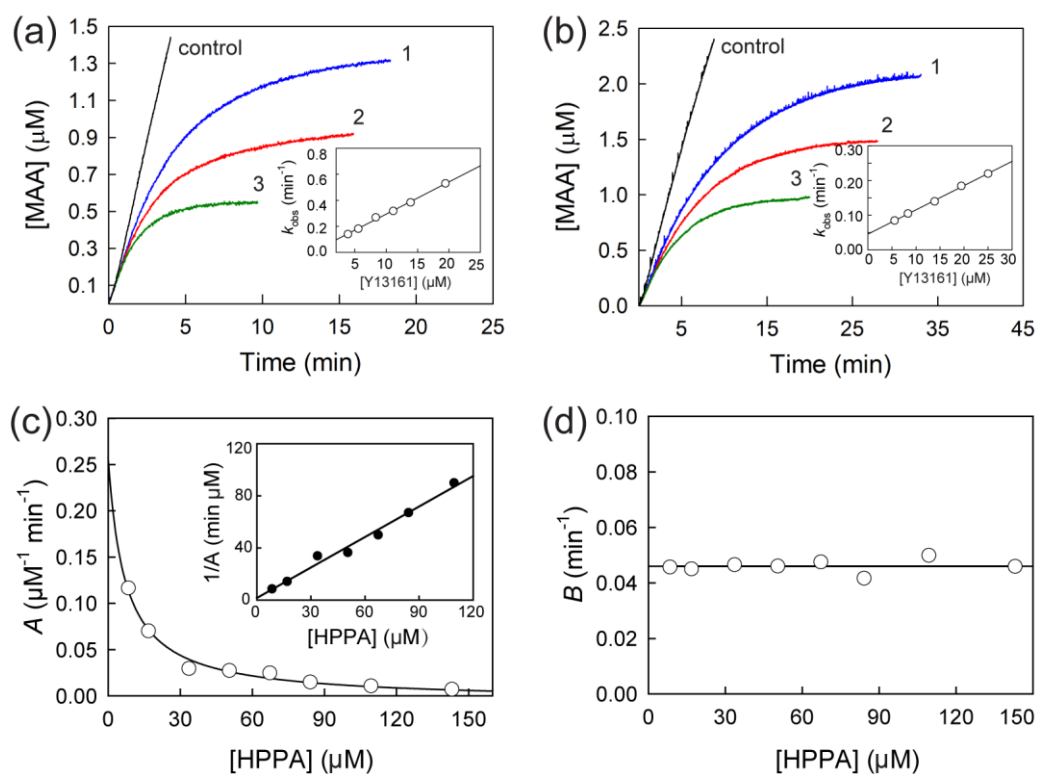 (a)
[MAA] (µM)
1.5
1.3
1.1
0.9
0.7
0.5
0.3
0.1
control
1
2
3
k_obs (min⁻¹)
0.8
0.6
0.4
0.2
0.0
5 10 15 20 25
[Y13161] (µM)
0 5 10 15 20 25
Time (min)
(b)
[MAA] (µM)
2.5
2.0
1.5
1.0
0.5
0.0
control
1
2
3
k_obs (min⁻¹)
0.30
0.20
0.10
0.00
0 5 10 15 20 25 30
[Y13161] (µM)
5 15 25 35 45
Time (min)
(c)
A (µM⁻¹ min⁻¹)
0.30
0.25
0.20
0.15
0.10
0.05
0.00
1/A (min µM)
120
80
40
0
0 30 60 90 120
[HPPA] (µM)
0 30 60 90 120 150
[HPPA] (µM)
(d)
B (min⁻¹)
0.10
0.08
0.06
0.04
0.02
0.00
0 30 60 90 120 150
[HPPA] (µM)